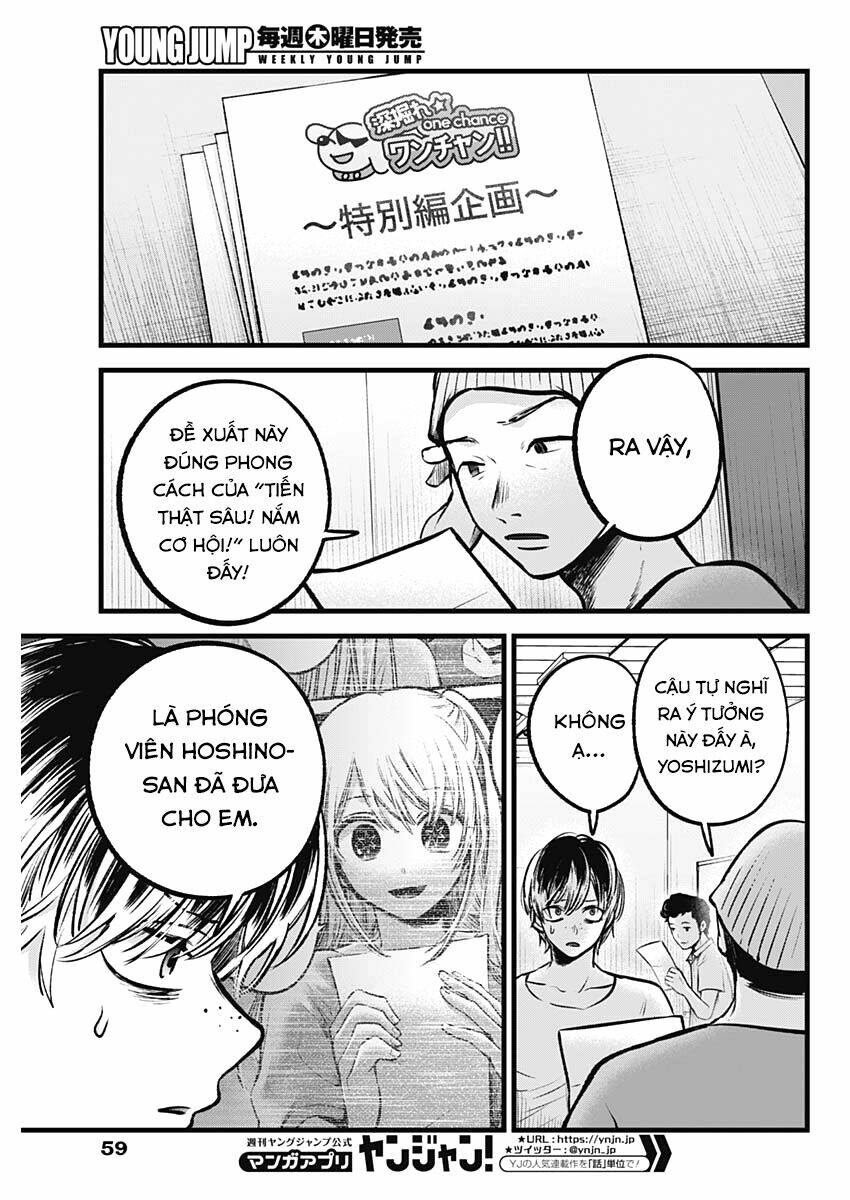 YOUNG JUMP 毎週木曜日発売
WEEKLY YOUNG JUMP
深掘れ☆
one chance
ワンチャン!!
〜特別編企画〜
RA VẬY,
ĐỀ XUẤT NÀY
ĐÚNG PHONG
CÁCH CỦA "TIẾN
THẬT SÂU! NẮM
CƠ HỘI!" LUÔN
ĐẤY!
CẬU TỰ NGHĨ
RA Ý TƯỞNG
NÀY ĐẤY À,
YOSHIZUMI?
KHÔNG
Ạ...
LÀ PHÓNG
VIÊN HOSHINO-
SAN ĐÃ ĐƯA
CHO EM.
59
週刊ヤングジャンプ公式
マンガアプリ
ヤンジャン!
★URL : https://ynjn.jp
★ツイッター : @ynjn_jp
YJの人気連載作を「話」単位で!